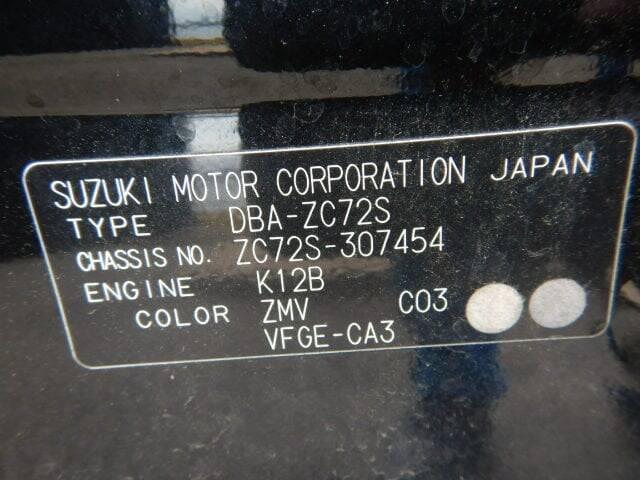 SUZUKI MOTOR CORPORATION JAPAN
TYPE DBA-ZC72S
CHASSIS NO. ZC72S-307454
ENGINE K12B
COLOR ZMV C03
VFGE-CA3